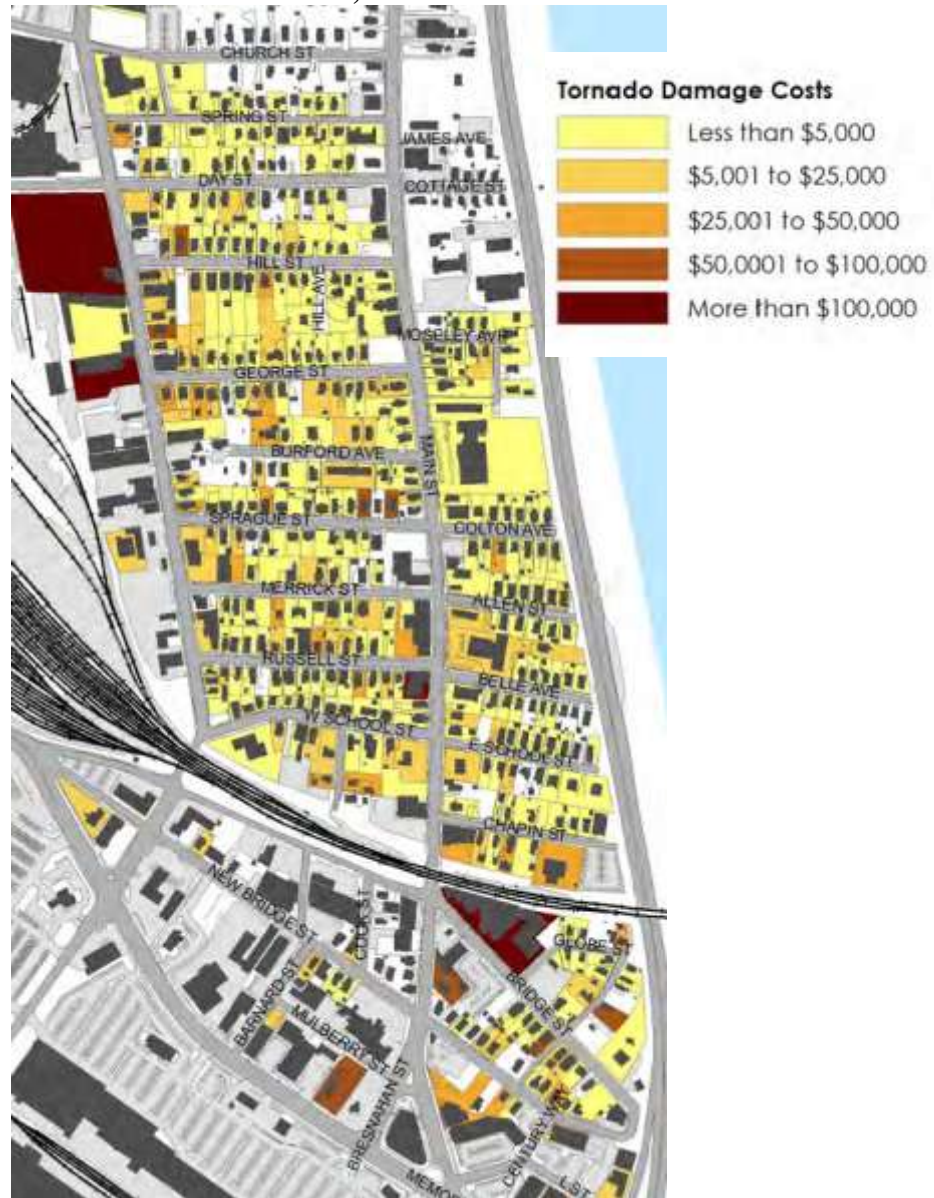 CHURCH ST
SPRING ST
JAMES AVE
DAY ST
COTTAGE ST
HILL ST
HILL AVE
MOSELEY AVE
GEORGE ST
MAIN ST
BURFORD AVE
SPRAGUE ST
COLTON AVE
MERRICK ST
ALLEN ST
RUSSELL ST
BELLE AVE
W SCHOOL ST
E SCHOOL ST
CHAPIN ST
NEW BRIDGE ST
COOK ST
GLOBE ST
BRIDGE ST
BARNARD ST
MULBERRY ST
BRESNAHAN ST
CENTURY WAY
MEMO
L ST
Tornado Damage Costs
Less than $5,000
$5,001 to $25,000
$25,001 to $50,000
$50,0001 to $100,000
More than $100,000